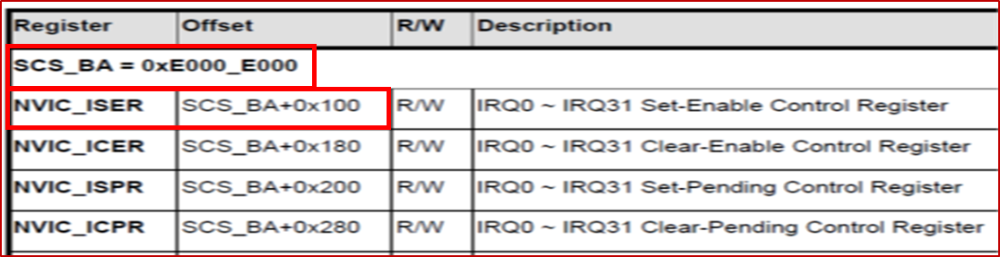 Register Offset R/W Description
SCS_BA = 0xE000_E000
NVIC_ISER SCS_BA+0x100 R/W IRQ0 ~ IRQ31 Set-Enable Control Register
NVIC_ICER SCS_BA+0x180 R/W IRQ0 ~ IRQ31 Clear-Enable Control Register
NVIC_ISPR SCS_BA+0x200 R/W IRQ0 ~ IRQ31 Set-Pending Control Register
NVIC_ICPR SCS_BA+0x280 R/W IRQ0 ~ IRQ31 Clear-Pending Control Register